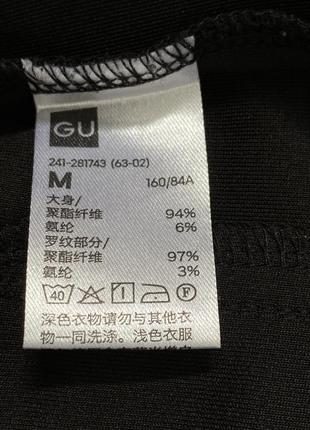 GU
241-281743 (63-02)
M 160/84A
大身/
聚酯纤维 94%
氨纶 6%
罗纹部分/
聚酯纤维 97%
氨纶 3%
40 F
深色衣物请勿与其他衣
物一同洗涤。浅色衣服